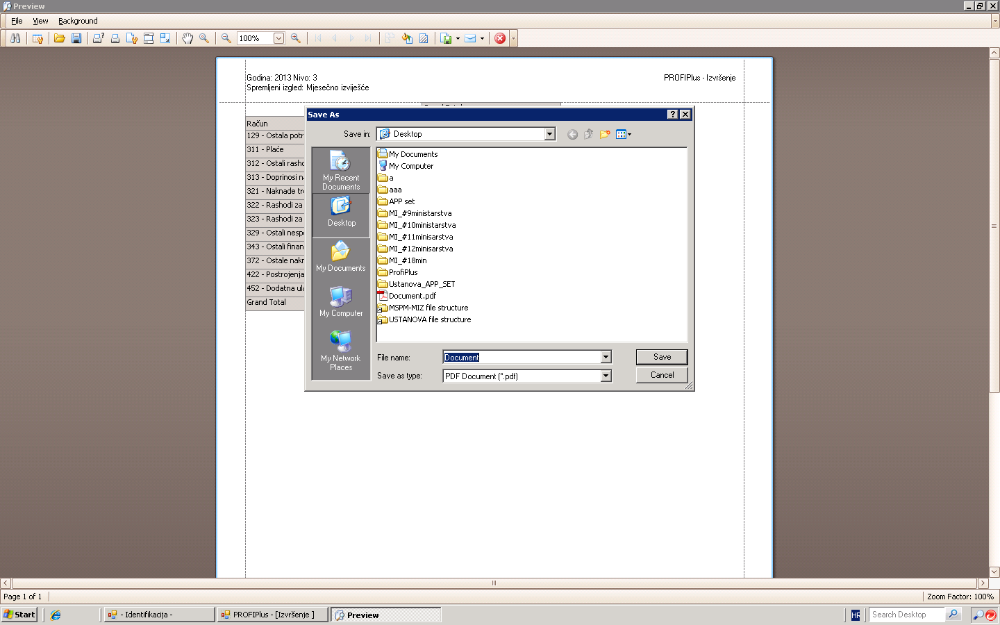 Preview
File View Background
100%
Godina: 2013 Nivo: 3
PROFIPlus - Izvršenje
Spremljeni izgled: Mjesečno izviješće
Račun
129 - Ostala potr
311 - Plaće
312 - Ostali rasho
313 - Doprinosi n
321 - Naknade tr
322 - Rashodi za
323 - Rashodi za
329 - Ostali nesp
343 - Ostali finan
372 - Ostale nakn
422 - Postrojenja
452 - Dodatna ul
Grand Total
Save As
Save in: Desktop
My Recent
Documents
Desktop
My Documents
My Computer
My Network
Places
My Documents
My Computer
a
aaa
APP set
MI_#9ministarstva
MI_#10ministarstva
MI_#11minisarstva
MI_#12minisarstva
MI_#18min
ProfiPlus
Ustanova_APP_SET
Document.pdf
MSPM-MIZ file structure
USTANOVA file structure
File name: Document Save
Save as type: PDF Document (*.pdf) Cancel
Page 1 of 1
Zoom Factor: 100%
Start - Identifikacija - PROFIPlus - [Izvršenje ] Preview HR Search Desktop